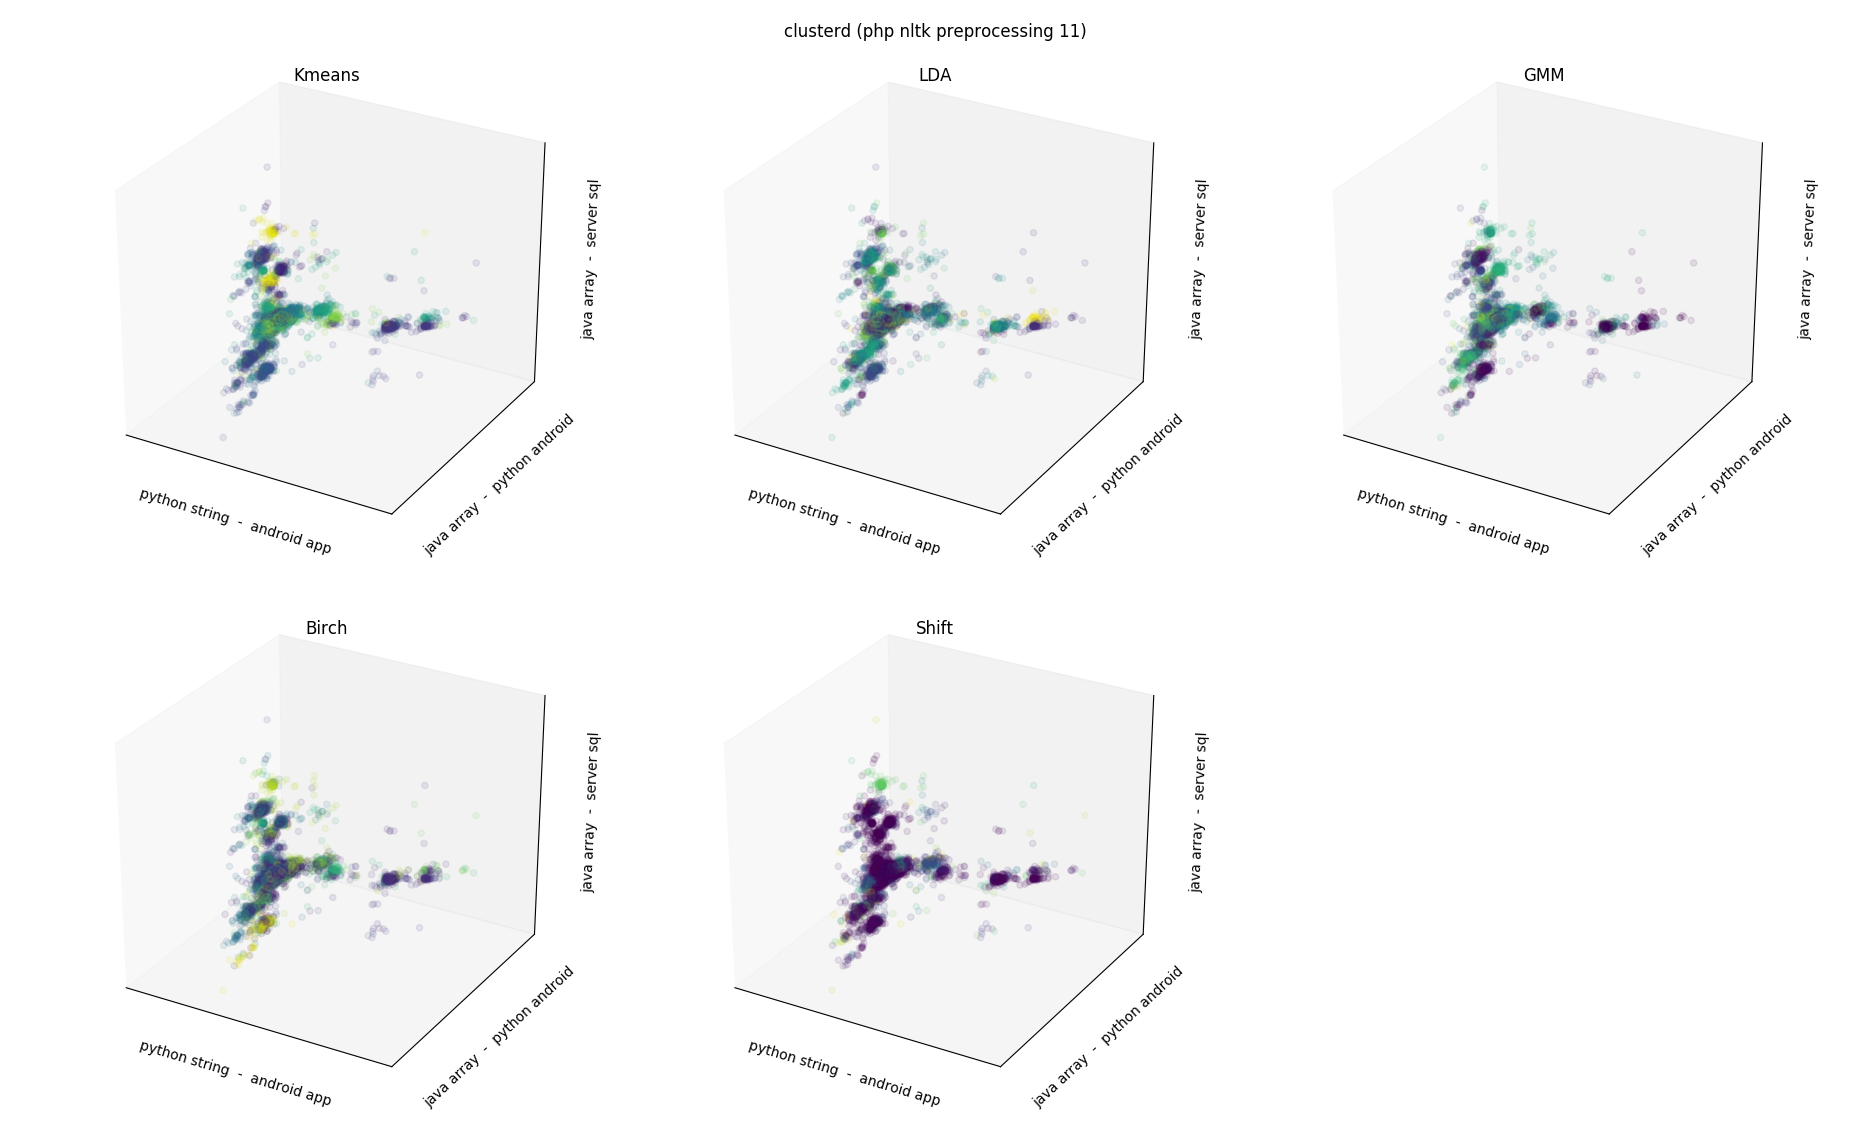 clusterd (php nltk preprocessing 11)
Kmeans
java array - server sql
python string - android app
java array - python android
LDA
java array - server sql
python string - android app
java array - python android
GMM
java array - server sql
python string - android app
java array - python android
Birch
java array - server sql
python string - android app
java array - python android
Shift
java array - server sql
python string - android app
java array - python android